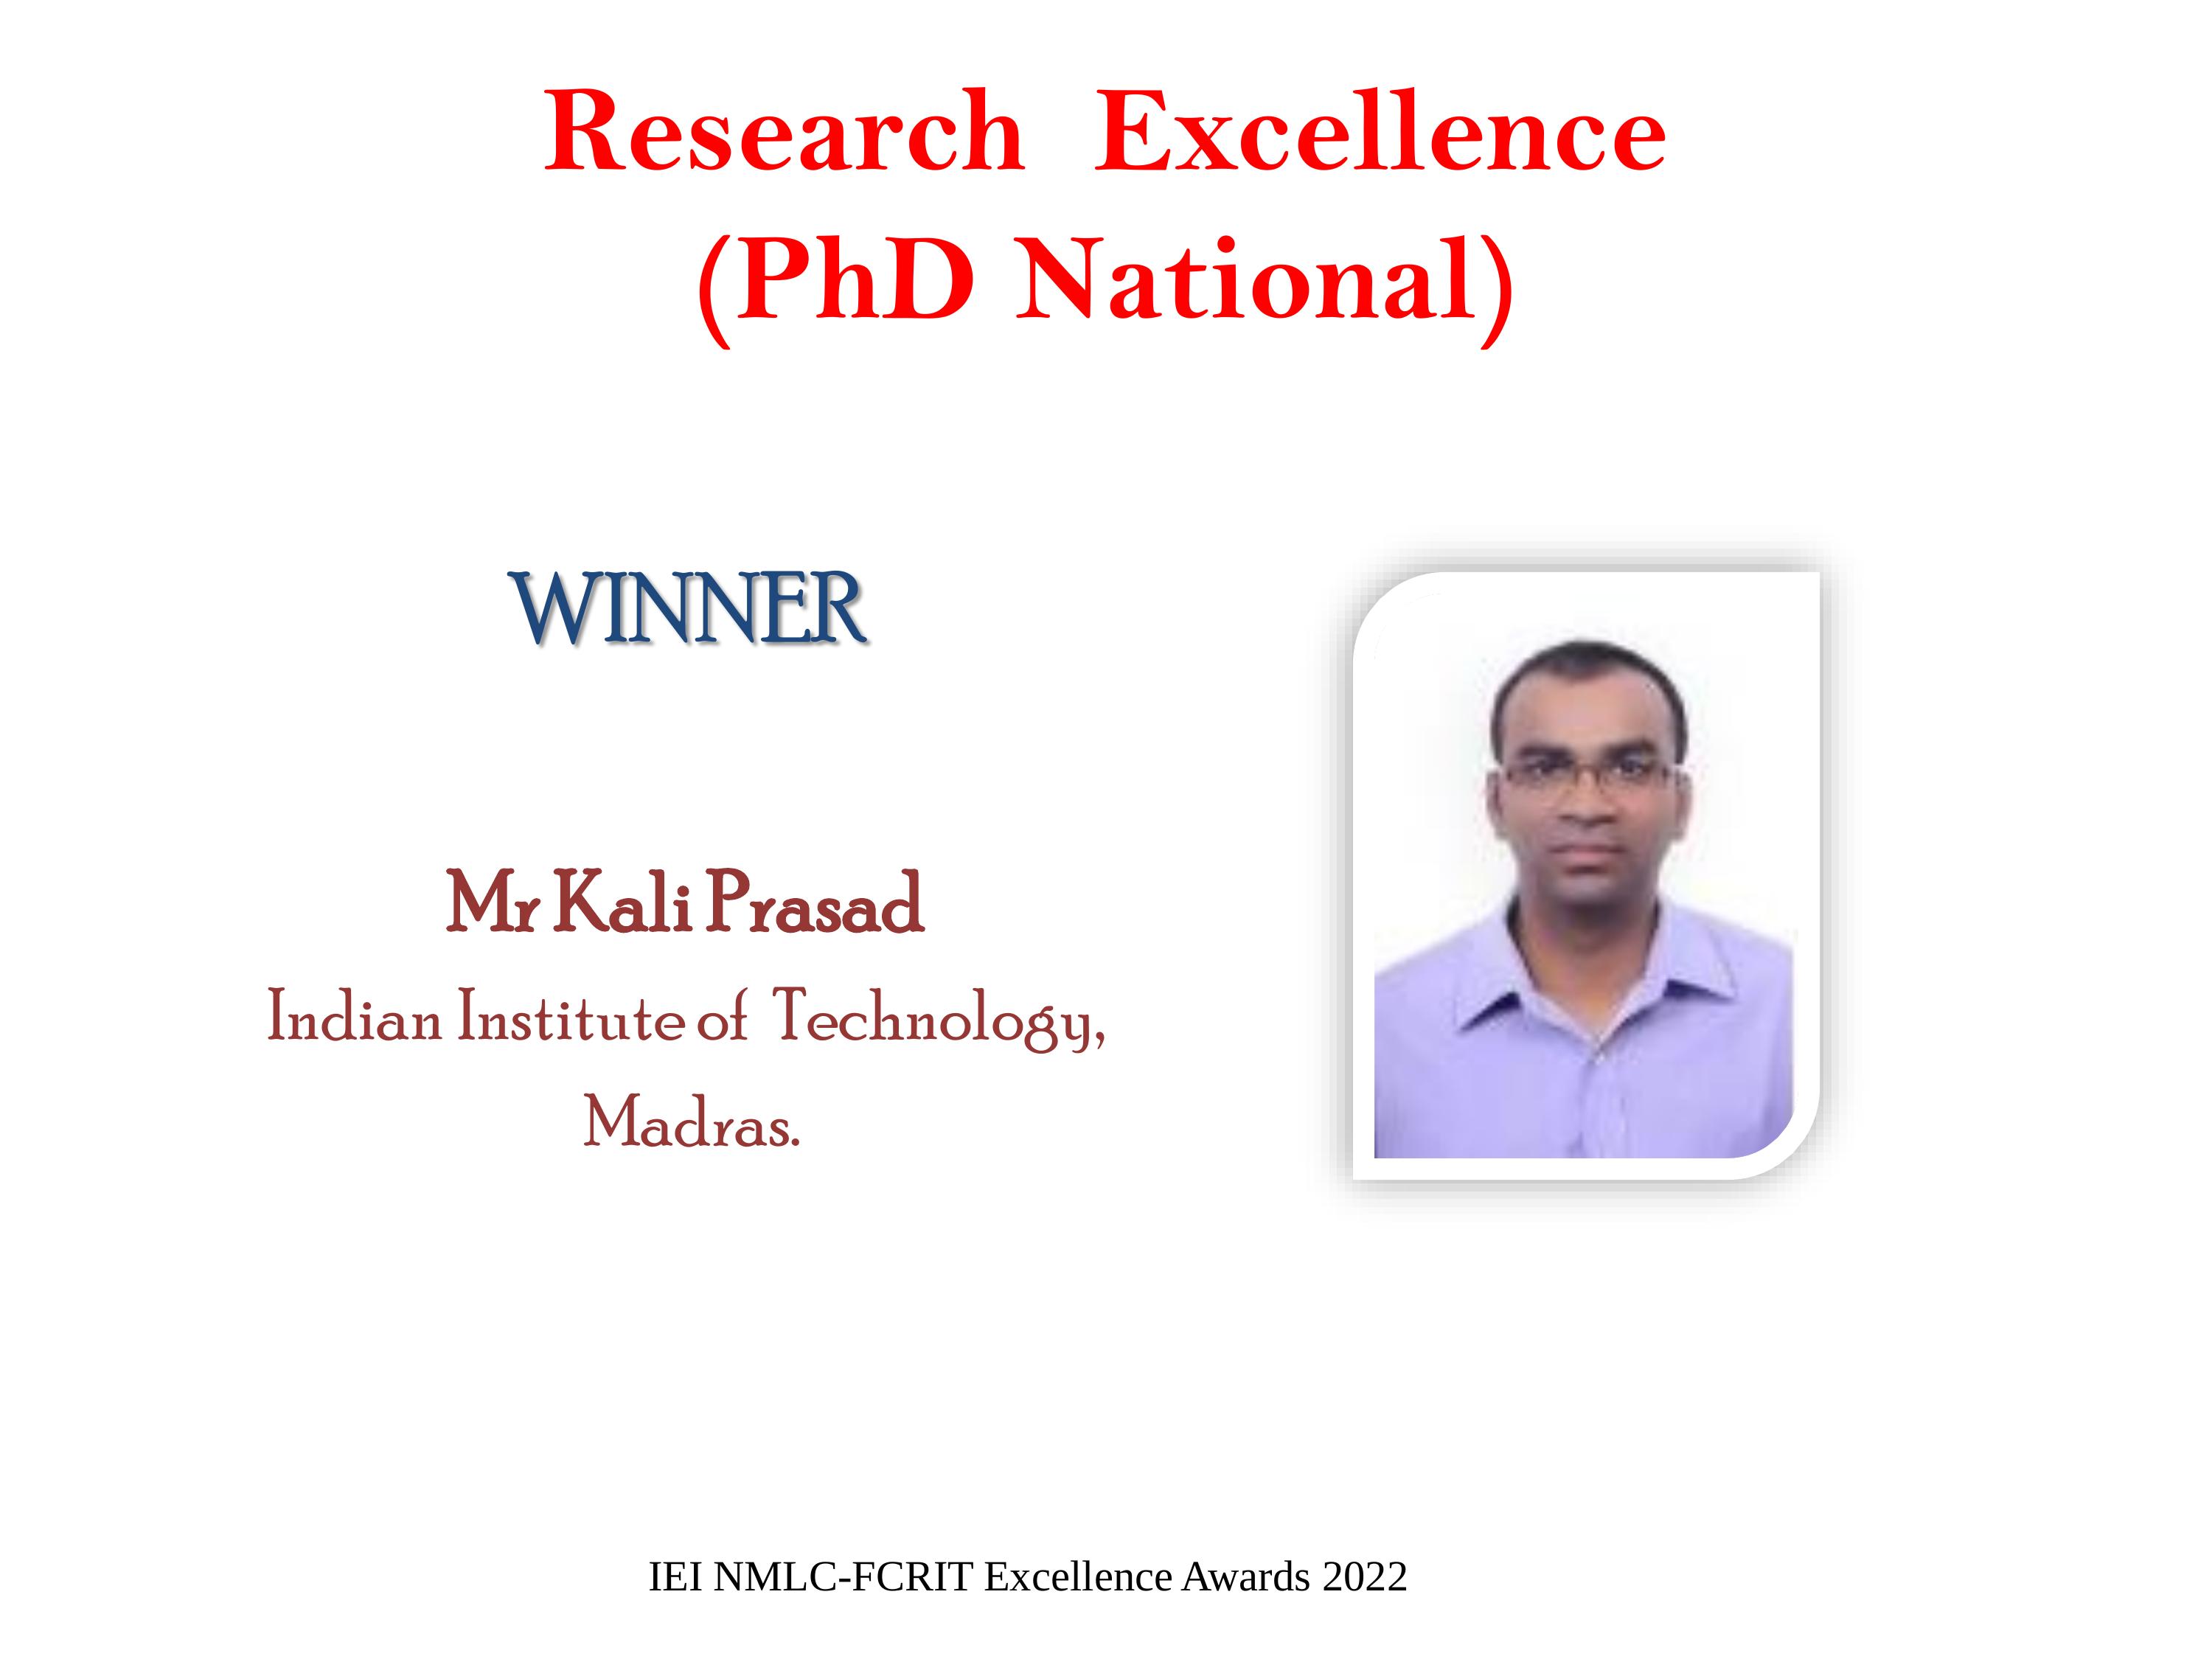 Research Excellence
(PhD National)
WINNER
Mr Kali Prasad
Indian Institute of Technology,
Madras.
IEI NMLC-FCRIT Excellence Awards 2022